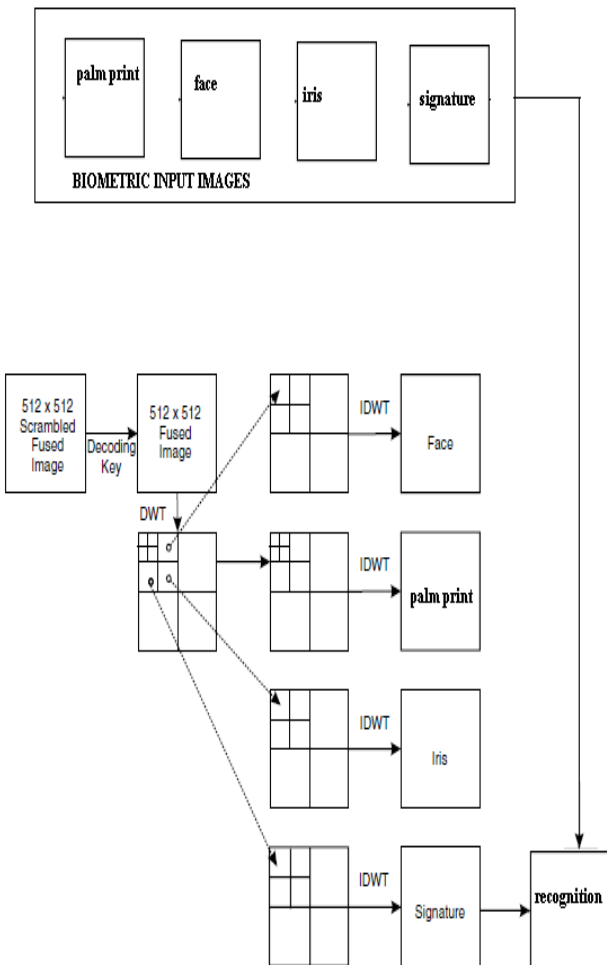 palm print
face
iris
signature
BIOMETRIC INPUT IMAGES
512 x 512
Scrambled
Fused
Image
Decoding
Key
512 x 512
Fused
Image
IDWT
Face
DWT
IDWT
palm print
IDWT
Iris
IDWT
Signature
recognition